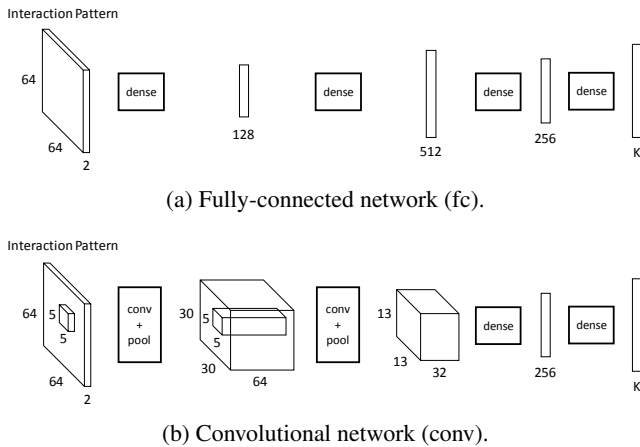 Interaction Pattern
64
64
2
dense
128
dense
512
dense
256
dense
K
(a) Fully-connected network (fc).
Interaction Pattern
64
5
5
64
2
conv
+
pool
30
5
5
30
64
conv
+
pool
13
13
32
dense
256
dense
K
(b) Convolutional network (conv).